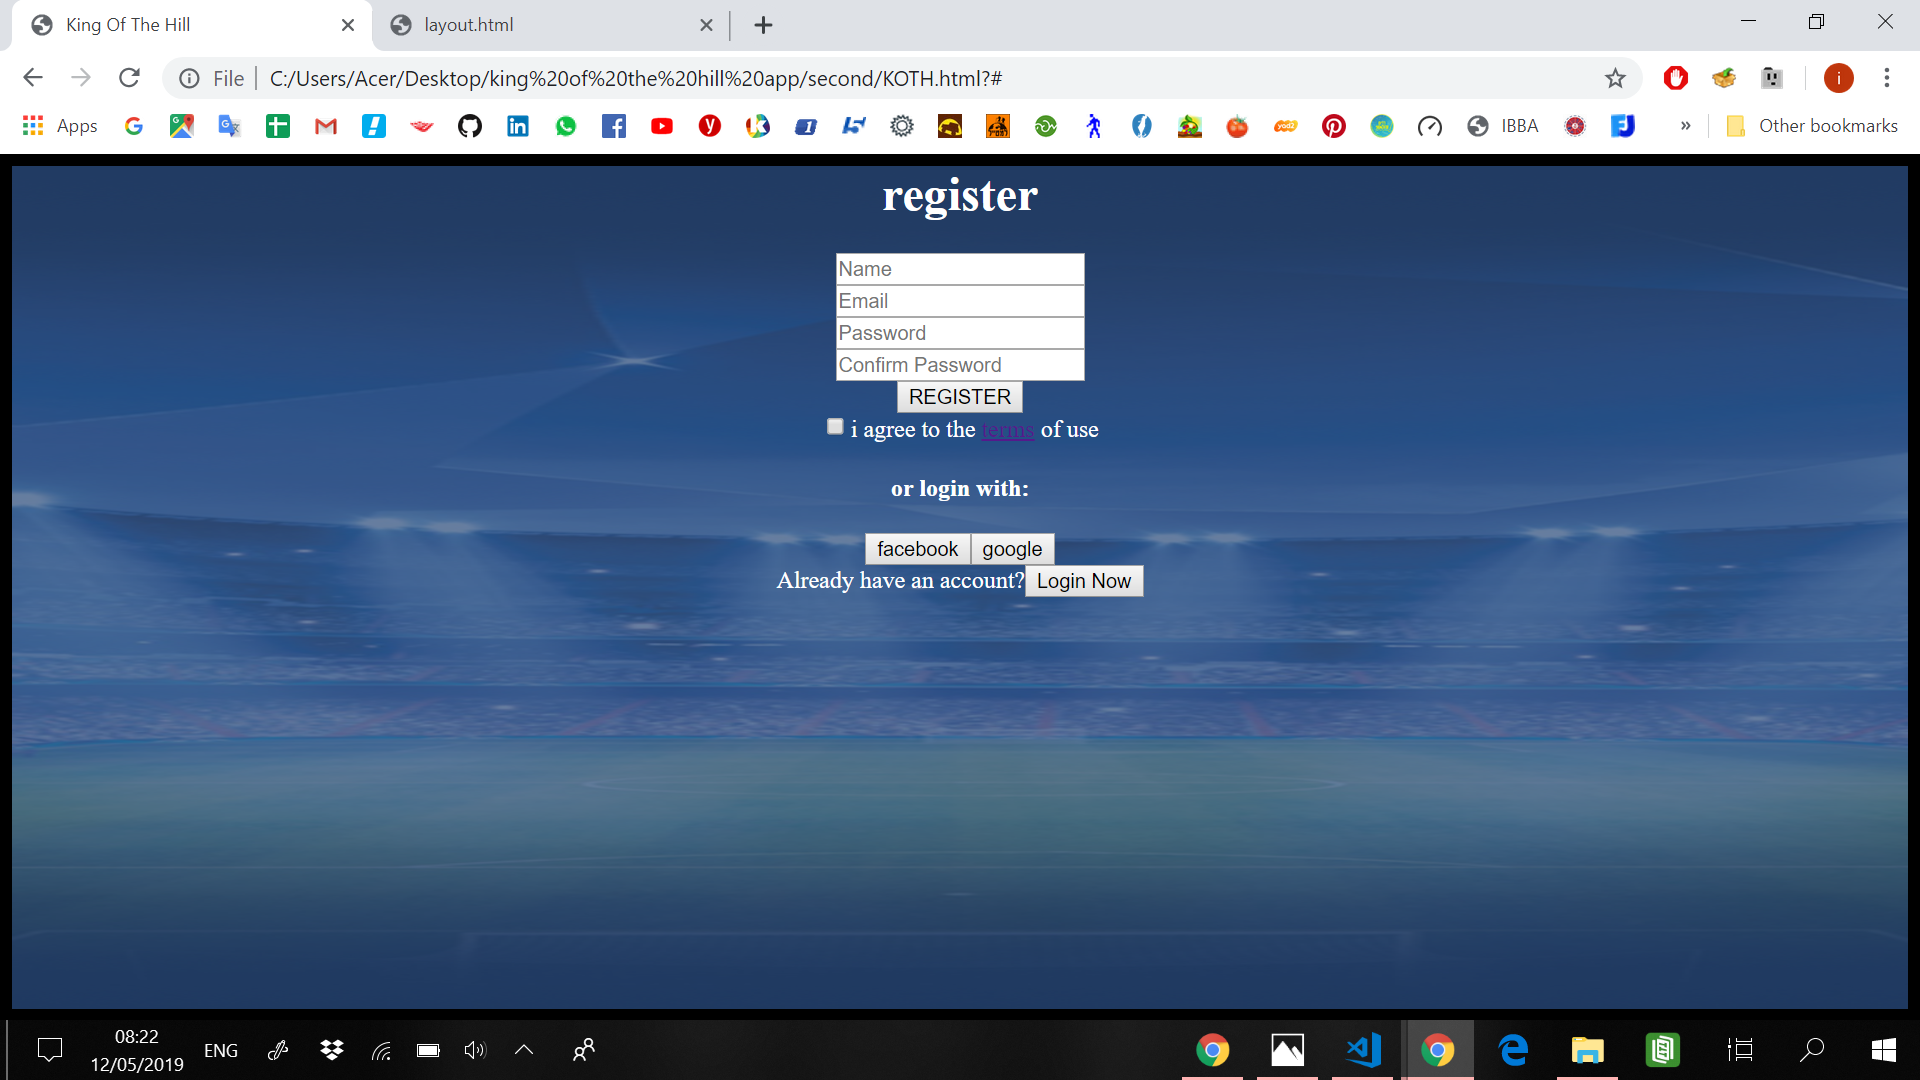 King Of The Hill
layout.html
File
C:/Users/Acer/Desktop/king%20of%20the%20hill%20app/second/KOTH.html?#
i
Apps
IBBA
»
Other bookmarks
register
Name
Email
Password
Confirm Password
REGISTER
i agree to the terms of use
or login with:
facebook google
Already have an account? Login Now
08:22
12/05/2019
ENG